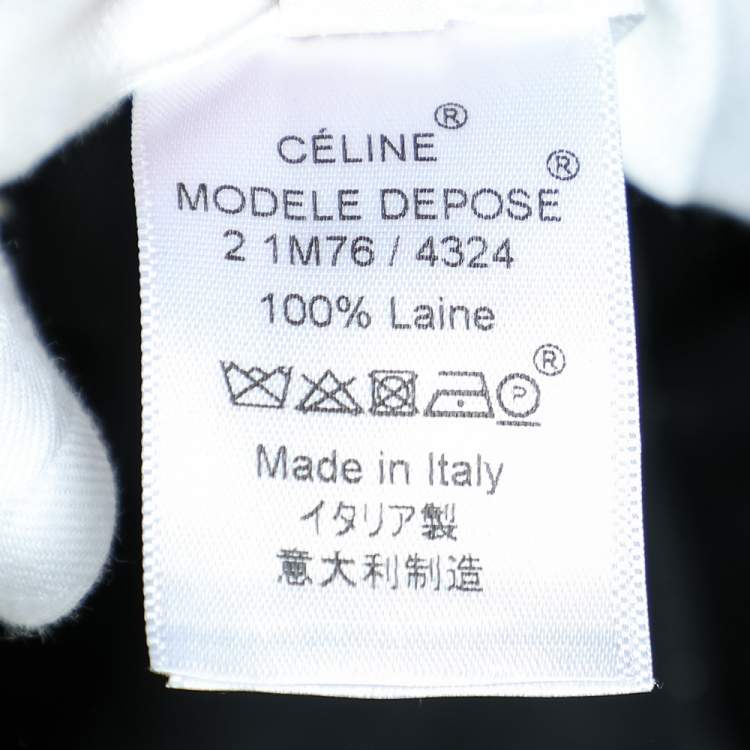 CÉLINE®
MODELE DEPOSE®
2 1M76 / 4324
100% Laine
P ®
Made in Italy
イタリア製
意大利制造